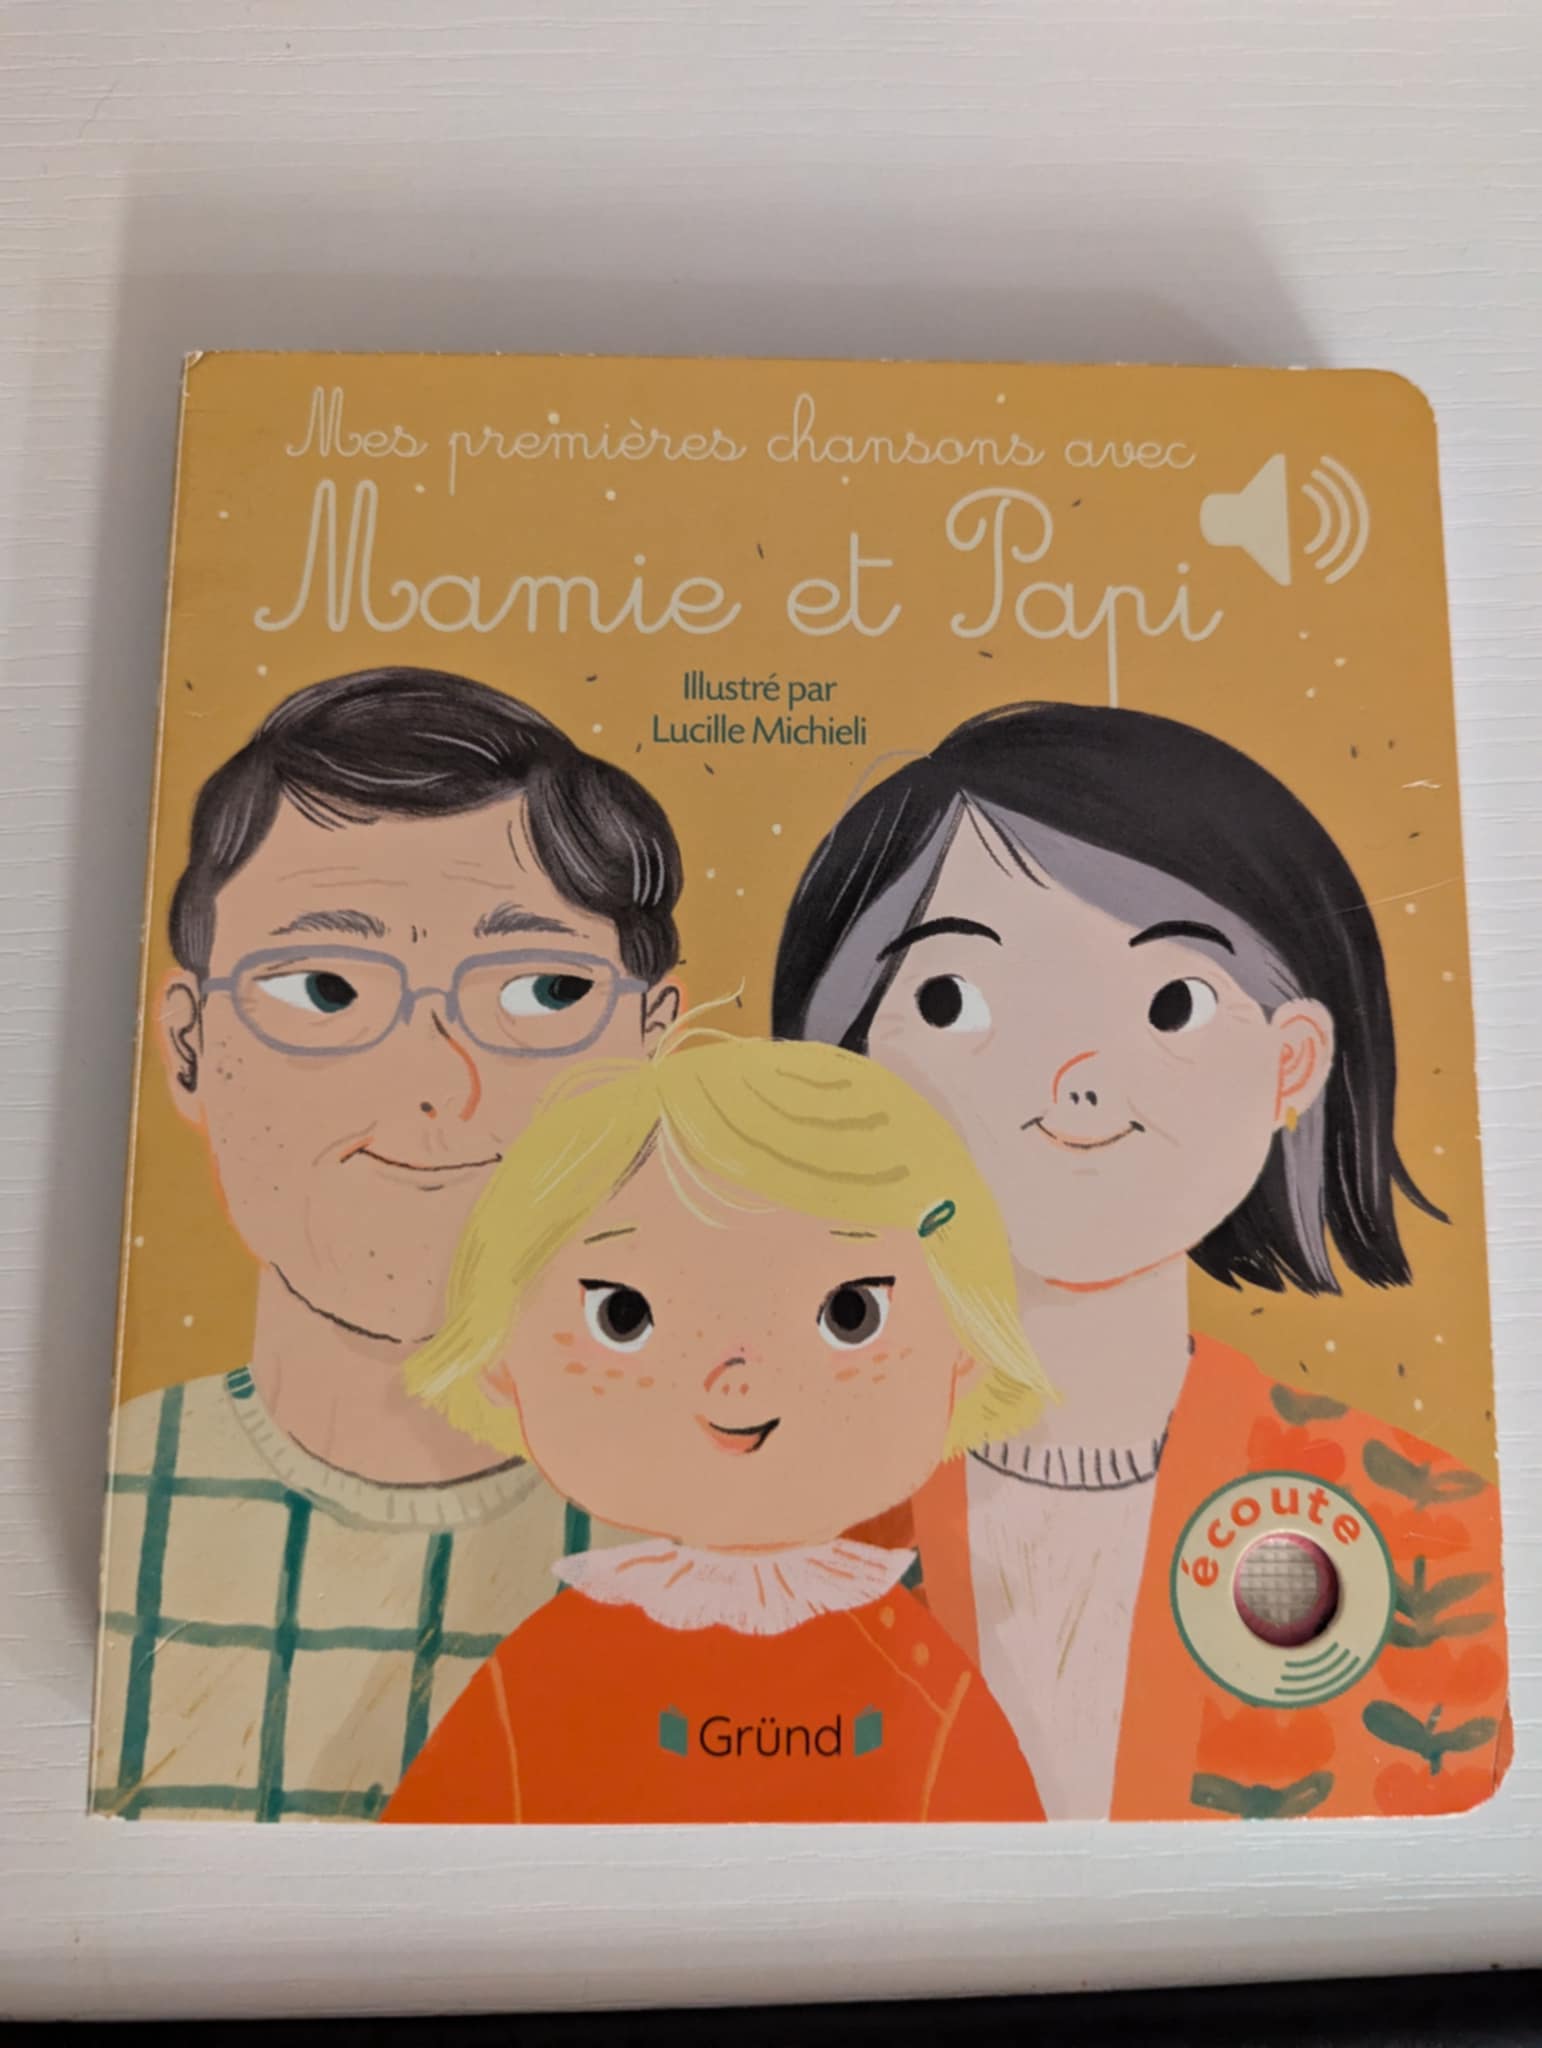 Mes premières chansons avec
Mamie et Papi
Illustré par
Lucille Michieli
écoute
Gründ